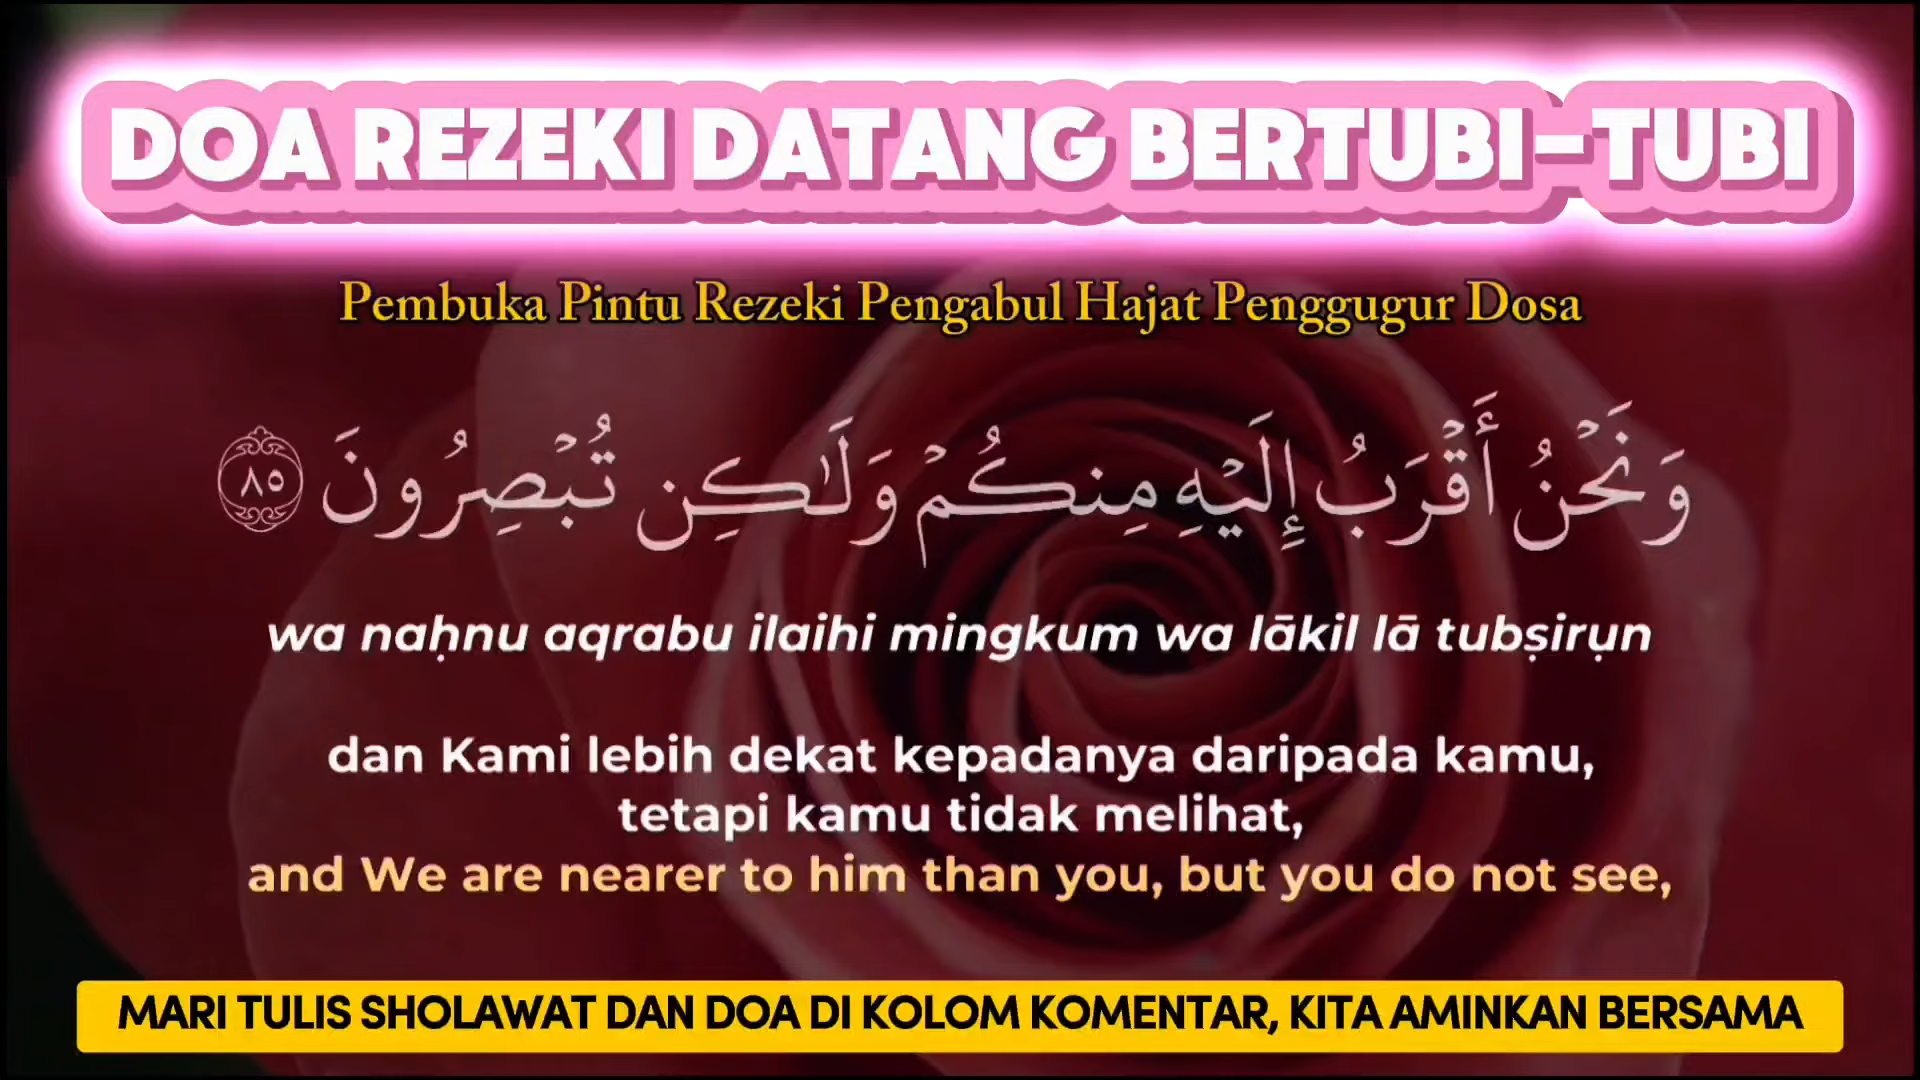 DOA REZEKI DATANG BERTUBI-TUBI
Pembuka Pintu Rezeki Pengabul Hajat Penggugur Dosa
وَنَحْنُ أَقْرَبُ إِلَيْهِ مِنكُمْ وَلَٰكِن تُبْصِرُونَ ٨٥
wa naḥnu aqrabu ilaihi mingkum wa lākil lā tubṣirụn
dan Kami lebih dekat kepadanya daripada kamu,
tetapi kamu tidak melihat,
and We are nearer to him than you, but you do not see,
MARI TULIS SHOLAWAT DAN DOA DI KOLOM KOMENTAR, KITA AMINKAN BERSAMA